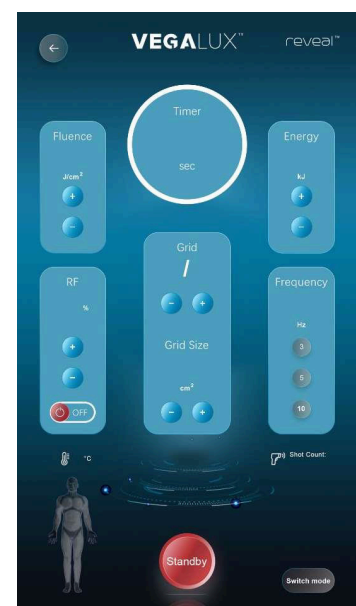 VEGALUX™
reveal™
Timer
sec
Fluence
J/cm²
+
−
Energy
kJ
+
−
Grid
/
− +
Grid Size
cm²
− +
RF
%
+
−
OFF
Frequency
Hz
3
5
10
°C
Shot Count:
Standby
Switch mode